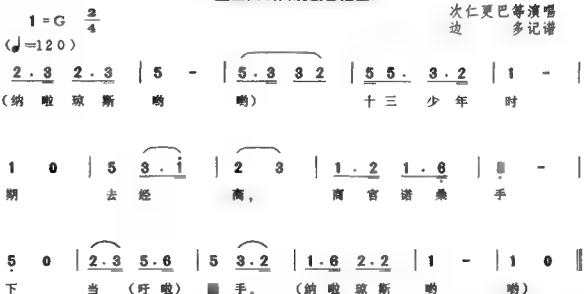 1=G 2/4
次仁更巴等演唱
(♩=120)
边 多记谱
2·3 2·3 | 5 - | 5·3 3 2 | 5 5· 3·2 | 1 - |
(纳 啦 琼 斯 哟 哟) 十 三 少 年 时
1 0 | 5 3·i | 2 3 | 1·2 1·6 | - |
期 去 经 商, 商 官 诺 桑 手
5 0 | 2·3 5·6 | 5 3·2 | 1·6 2·2 | 1 - | 1 0 ‖
下 当 (吁 啦) 手。 (纳 啦 琼 斯 哟 哟)